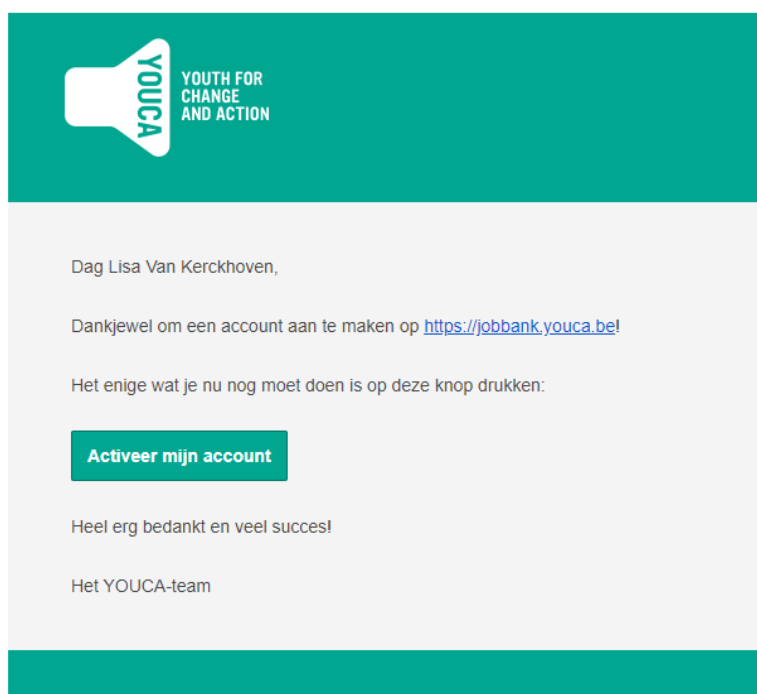 YOUCA
YOUTH FOR
CHANGE
AND ACTION
Dag Lisa Van Kerckhoven,
Dankjewel om een account aan te maken op https://jobbank.youca.be!
Het enige wat je nu nog moet doen is op deze knop drukken:
Activeer mijn account
Heel erg bedankt en veel succes!
Het YOUCA-team